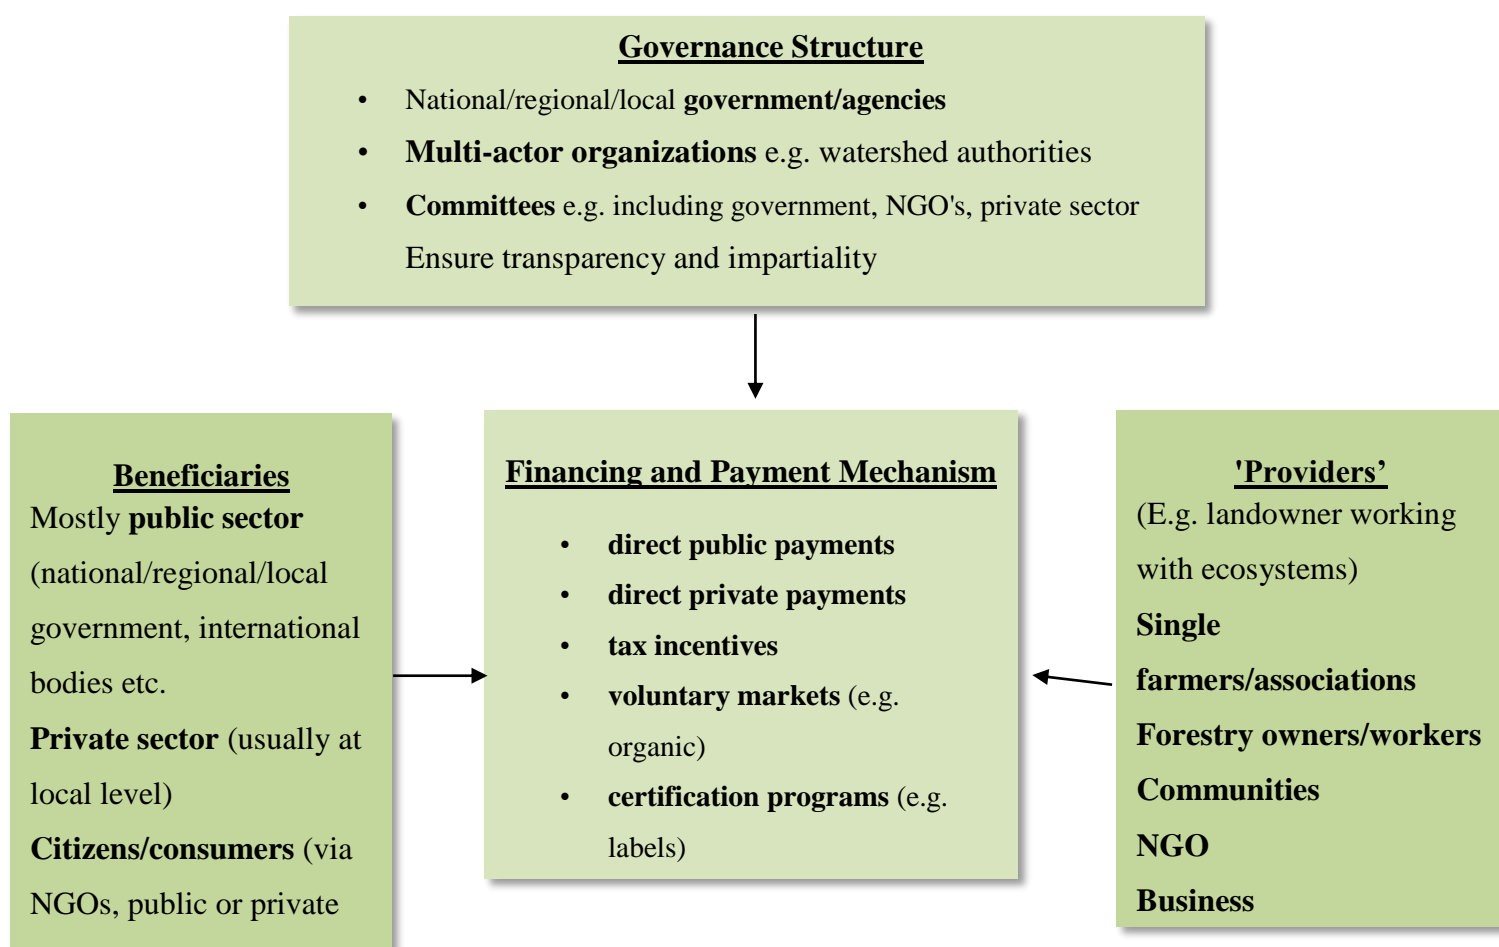 Governance Structure
• National/regional/local government/agencies
• Multi-actor organizations e.g. watershed authorities
• Committees e.g. including government, NGO's, private sector
Ensure transparency and impartiality
Beneficiaries
Mostly public sector
(national/regional/local
government, international
bodies etc.
Private sector (usually at
local level)
Citizens/consumers (via
NGOs, public or private
Financing and Payment Mechanism
• direct public payments
• direct private payments
• tax incentives
• voluntary markets (e.g.
organic)
• certification programs (e.g.
labels)
'Providers’
(E.g. landowner working
with ecosystems)
Single
farmers/associations
Forestry owners/workers
Communities
NGO
Business